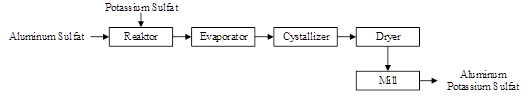 Potassium Sulfat
Aluminum Sulfat
Reaktor
Evaporator
Cystallizer
Dryer
Mill
Aluminum
Potassium Sulfat